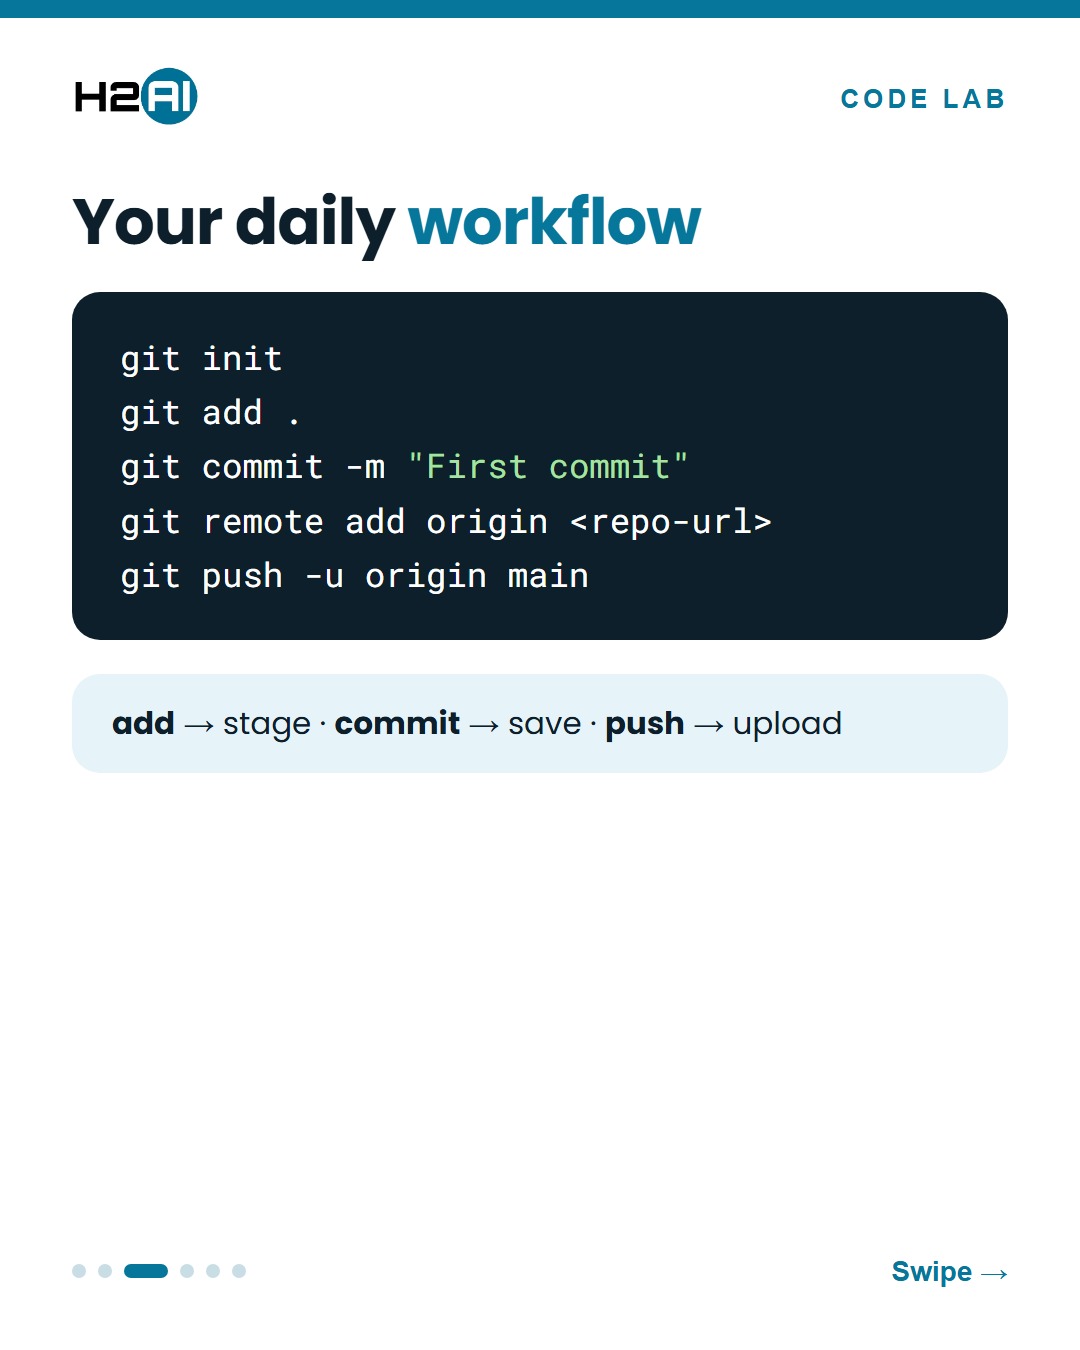 H2AI
CODE LAB
Your daily workflow
git init
git add .
git commit -m "First commit"
git remote add origin <repo-url>
git push -u origin main
add → stage · commit → save · push → upload
Swipe →